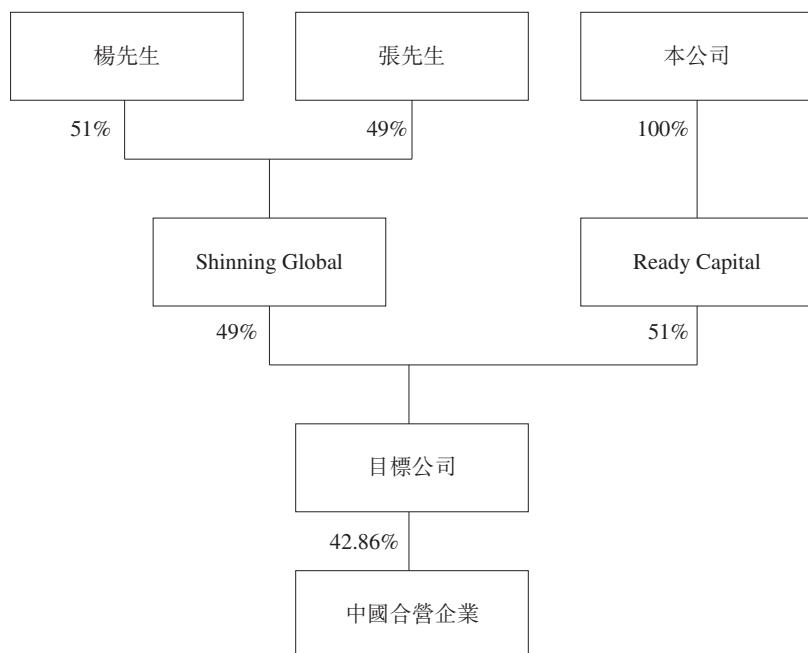 楊先生
張先生
本公司
51%
49%
100%
Shinning Global
Ready Capital
49%
51%
目標公司
42.86%
中國合營企業